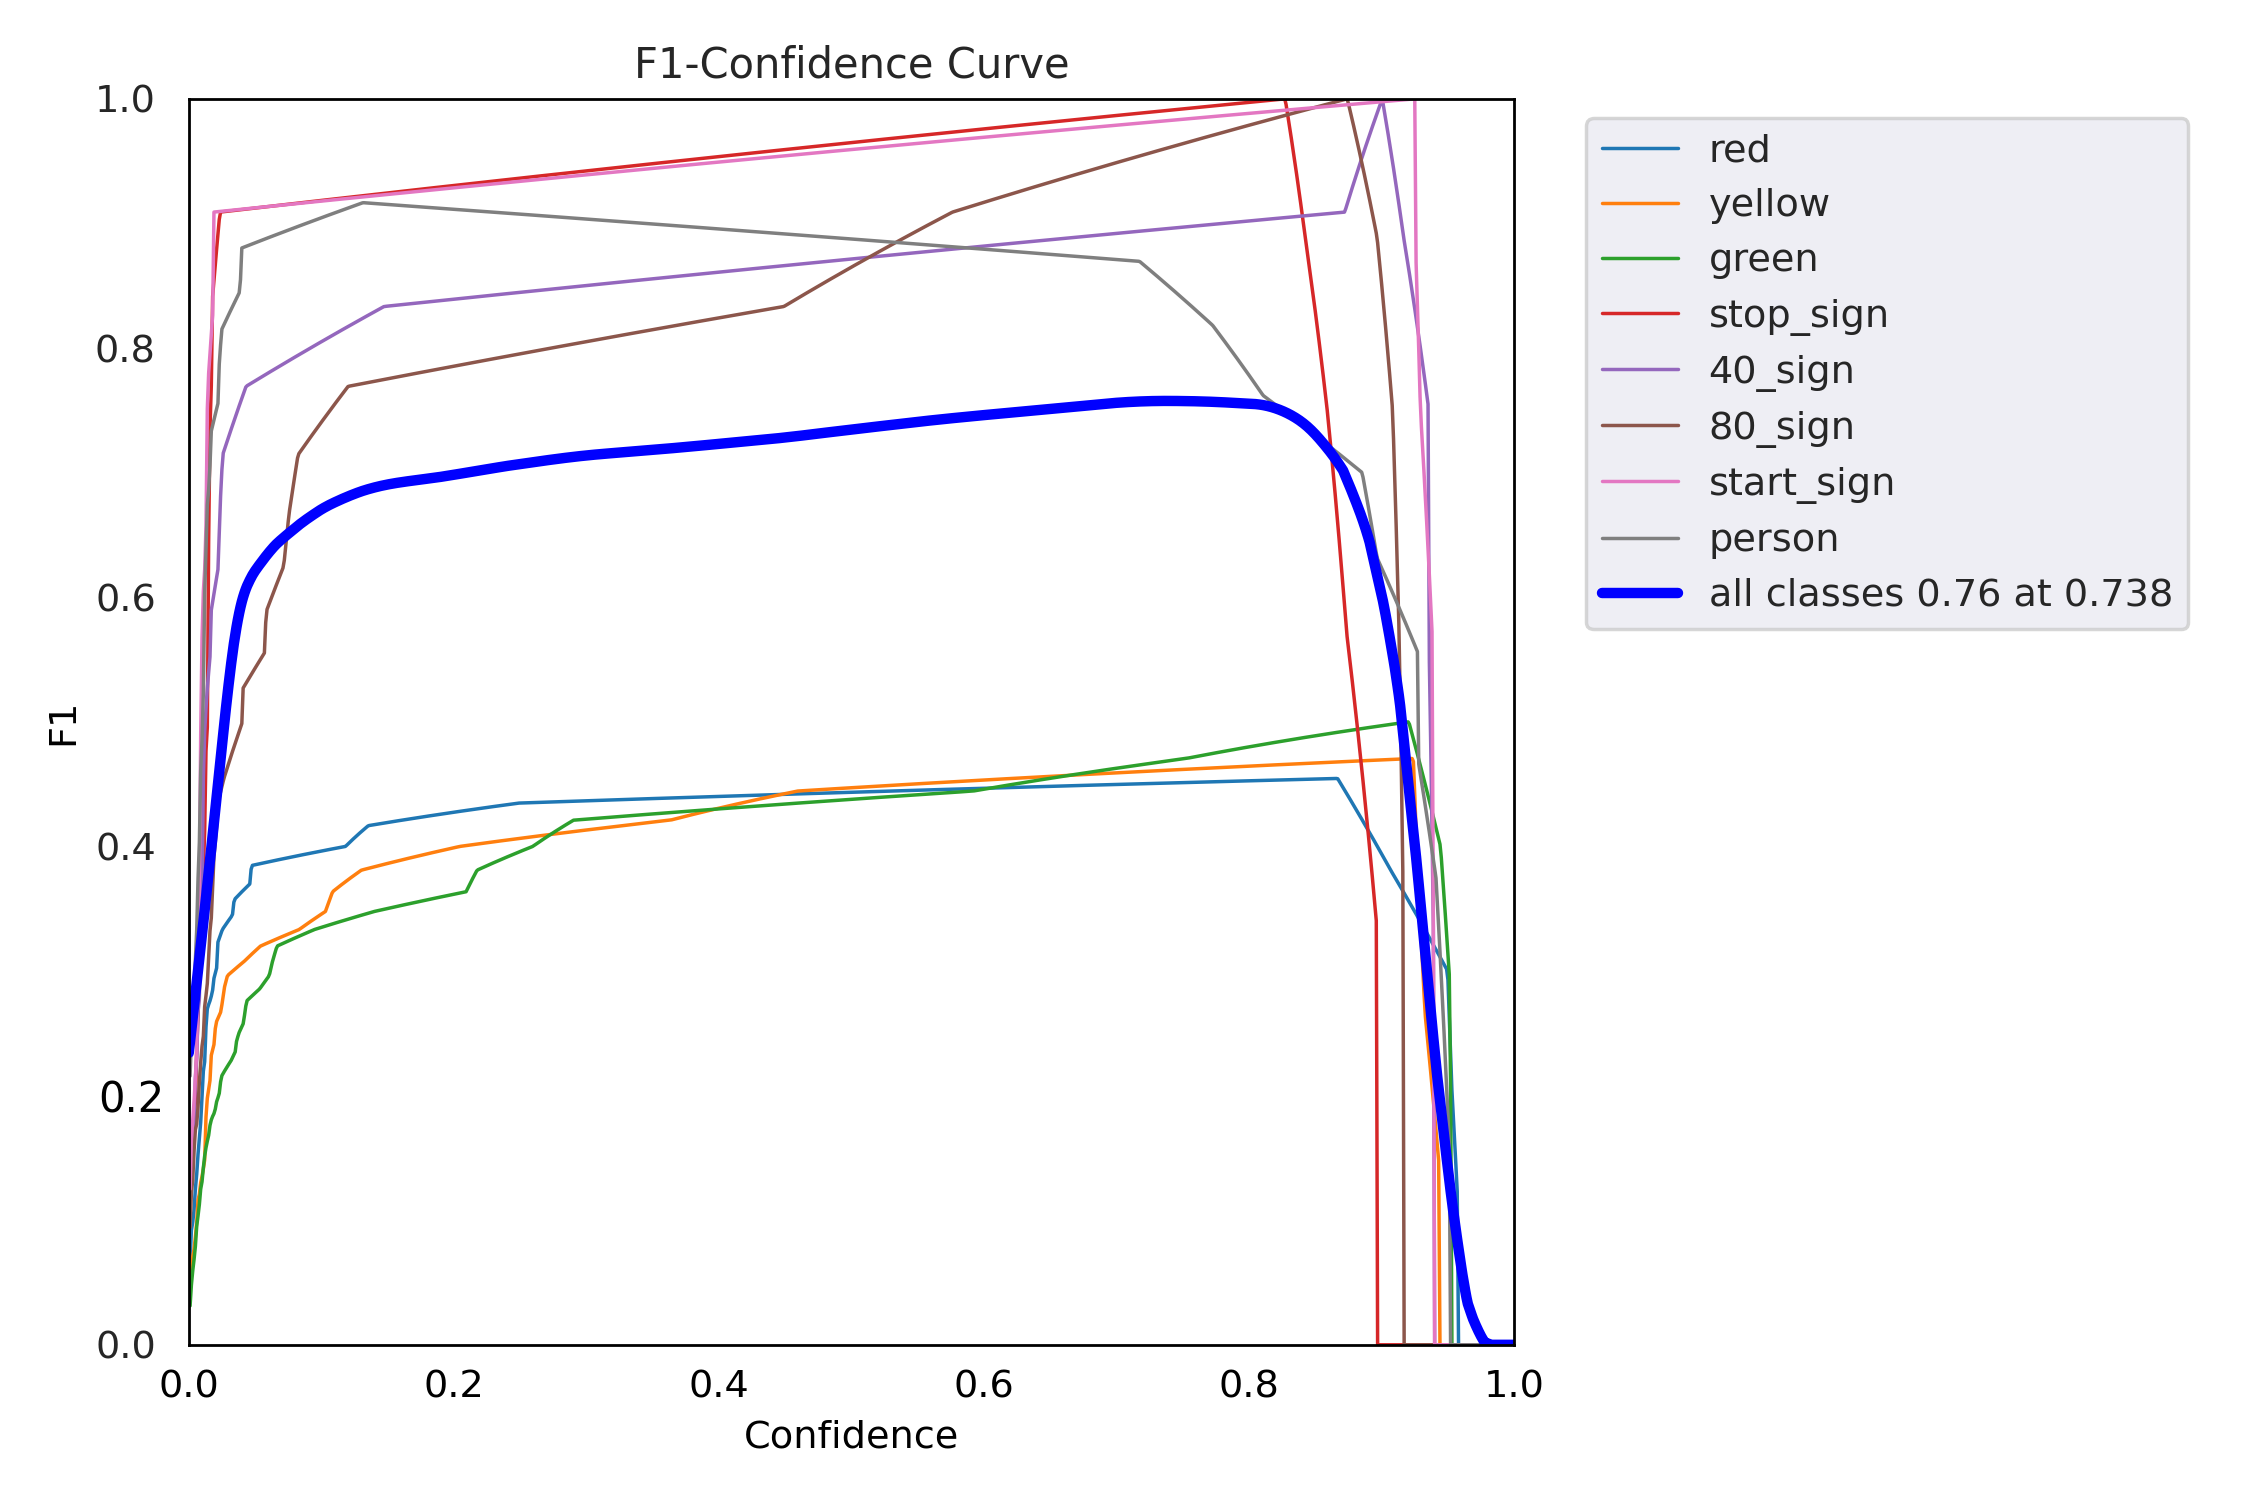 F1-Confidence Curve
1.0
0.8
0.6
0.4
0.2
0.0
F1
0.0 0.2 0.4 0.6 0.8 1.0
Confidence
red
yellow
green
stop_sign
40_sign
80_sign
start_sign
person
all classes 0.76 at 0.738